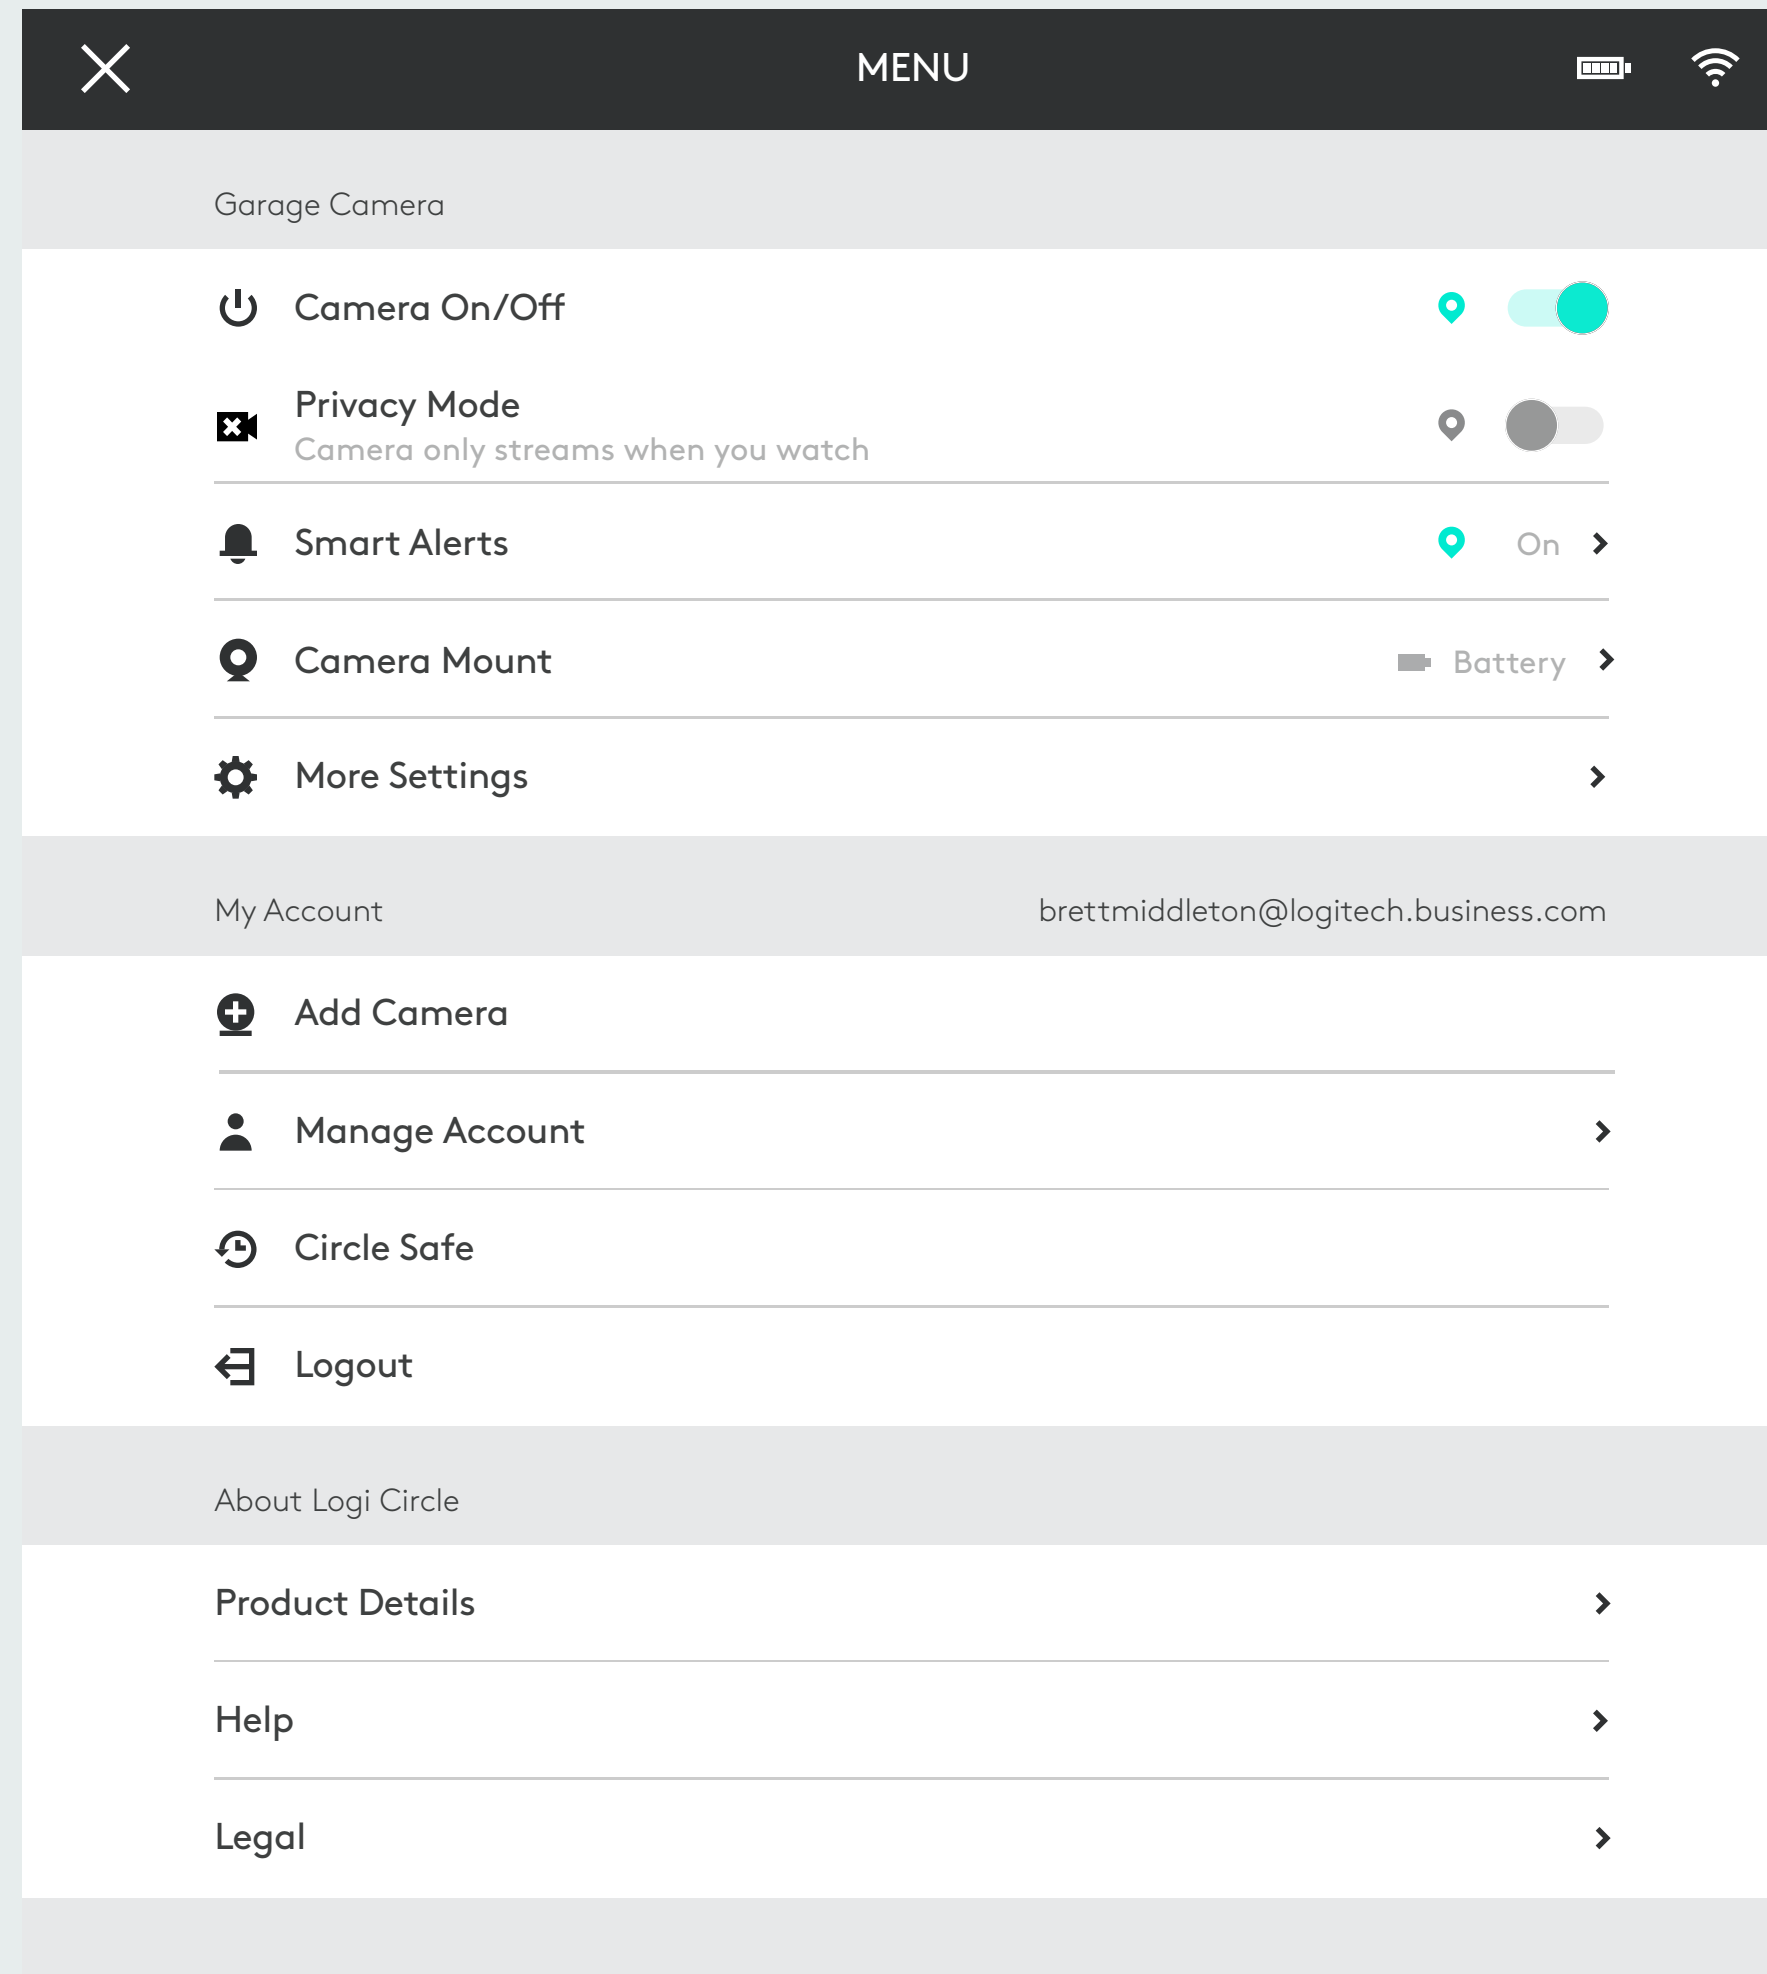 MENU
Garage Camera
Camera On/Off
Privacy Mode
Camera only streams when you watch
Smart Alerts On
Camera Mount Battery
More Settings
My Account brettmiddleton@logitech.business.com
Add Camera
Manage Account
Circle Safe
Logout
About Logi Circle
Product Details
Help
Legal